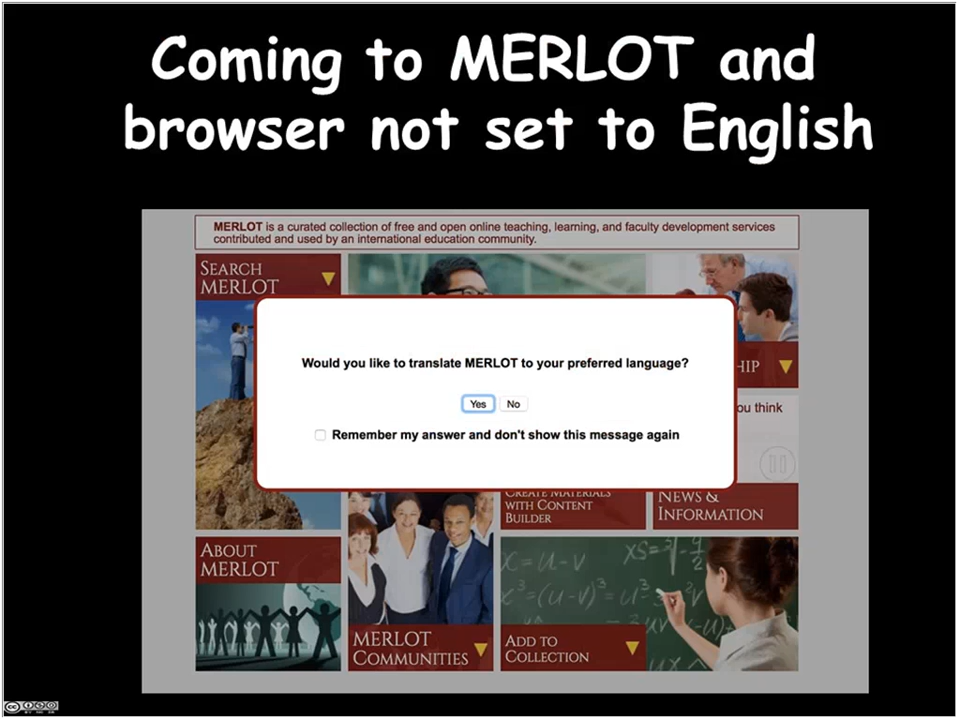 Coming to MERLOT and
browser not set to English
MERLOT is a curated collection of free and open online teaching, learning, and faculty development services
contributed and used by an international education community.
SEARCH
MERLOT
HIP
ou think
Would you like to translate MERLOT to your preferred language?
Yes No
Remember my answer and don't show this message again
CREATE MATERIALS
WITH CONTENT
BUILDER
NEWS &
INFORMATION
ABOUT
MERLOT
MERLOT
COMMUNITIES
ADD TO
COLLECTION